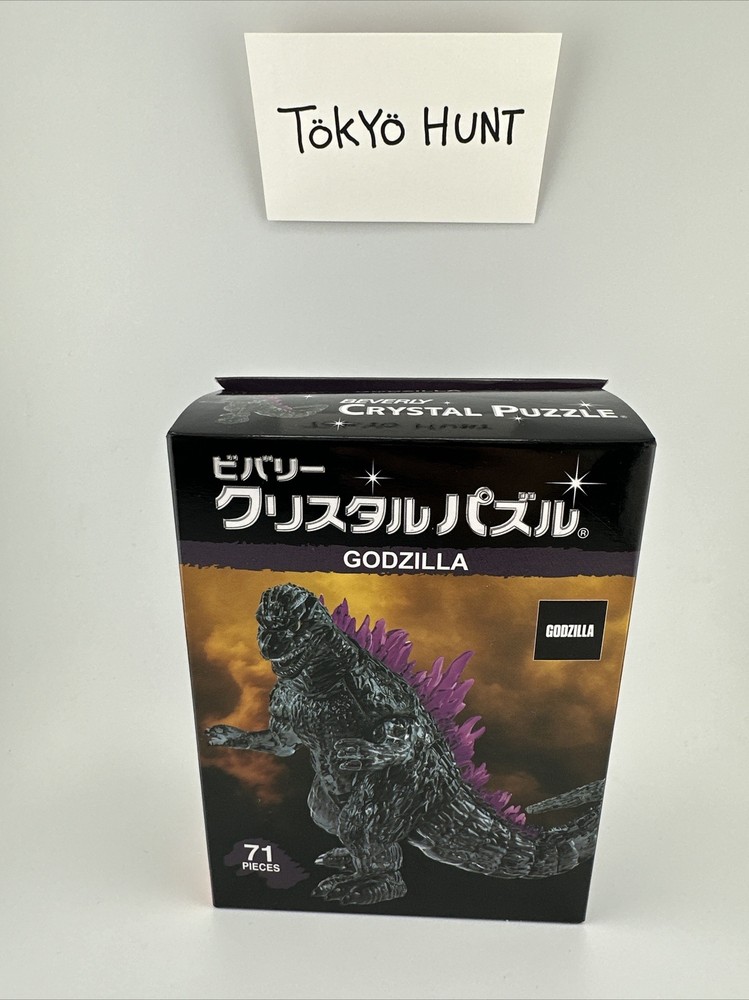 TÖKYÖ HUNT
BEVERLY
CRYSTAL PUZZLE®
ビバリー
クリスタルパズル®
GODZILLA
GODZILLA
71
PIECES